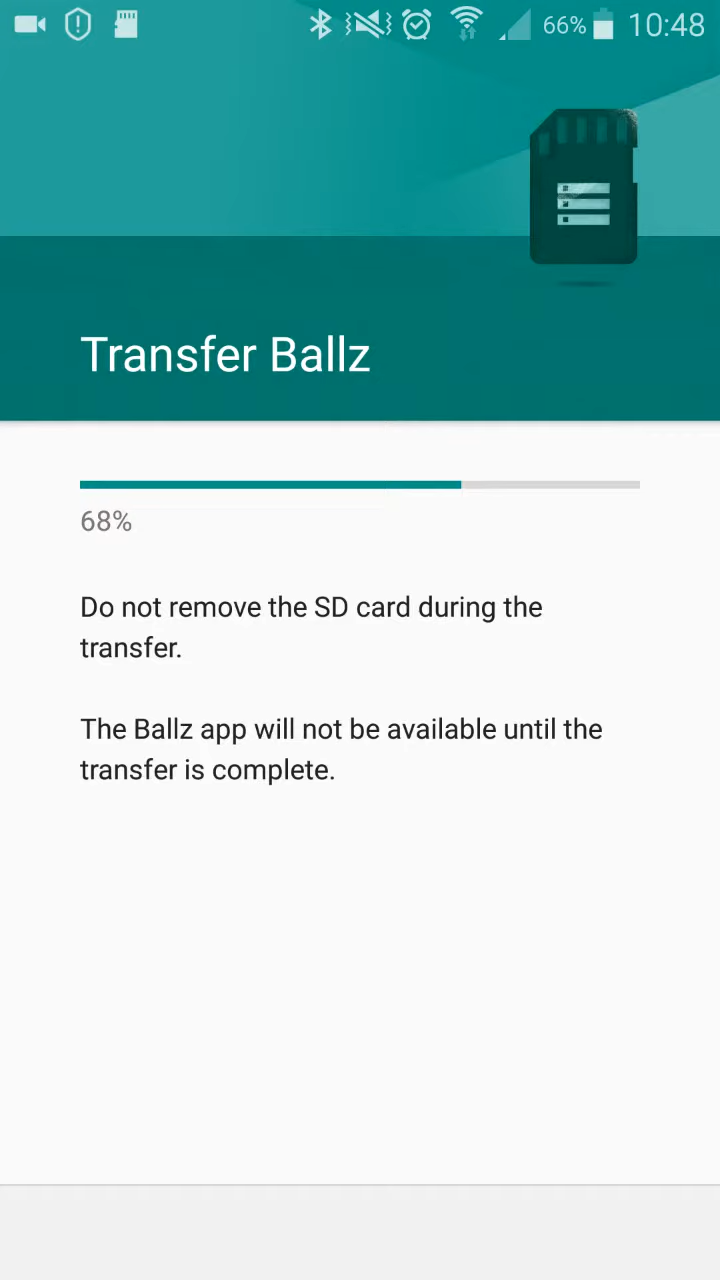 66% 10:48
Transfer Ballz
68%
Do not remove the SD card during the
transfer.
The Ballz app will not be available until the
transfer is complete.